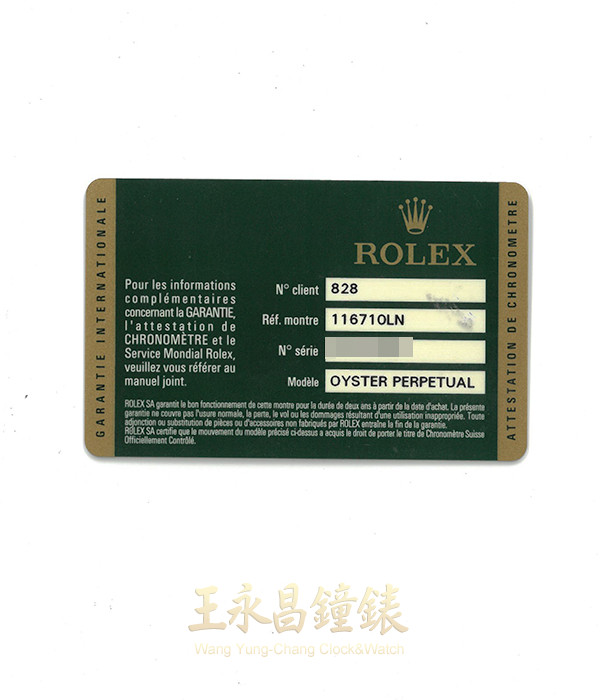 GARANTIE INTERNATIONALE
ROLEX
Pour les informations
complémentaires
concernant la GARANTIE,
l'attestation de
CHRONOMÈTRE et le
Service Mondial Rolex,
veuillez vous référer au
manuel joint.
N° client 828
Réf. montre 116710LN
N° série
Modèle OYSTER PERPETUAL
ROLEX SA garantit le bon fonctionnement de cette montre pour la durée de deux ans à partir de la date d'achat. La présente
garantie ne couvre pas l'usure normale, la perte, le vol ou les dommages résultant d'une utilisation inappropriée. Toute
adjonction ou substitution de pièces ou d'accessoires non fabriqués par ROLEX entraîne la fin de la garantie.
ROLEX SA certifie que le mouvement du modèle précisé ci-dessus a acquis le droit de porter le titre de Chronomètre Suisse
Officiellement Contrôlé.
ATTESTATION DE CHRONOMETRE
王永昌鐘錶
Wang Yung-Chang Clock&Watch